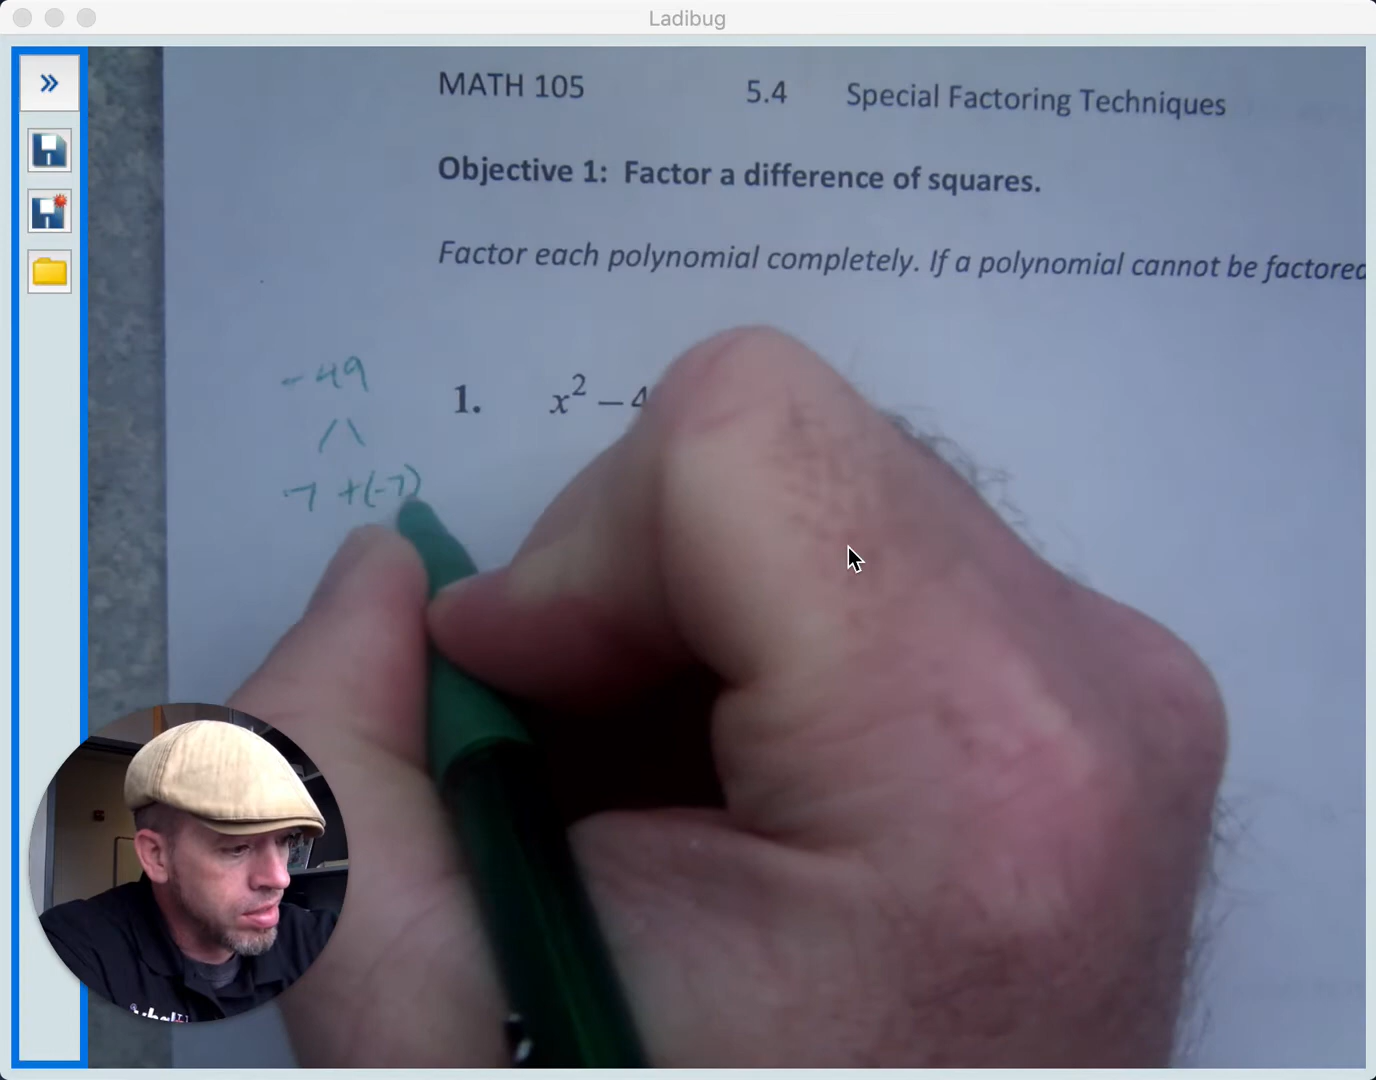 Ladibug
»
MATH 105 5.4 Special Factoring Techniques
Objective 1: Factor a difference of squares.
Factor each polynomial completely. If a polynomial cannot be factored
-49
1. x² – 4
7 +(-7)